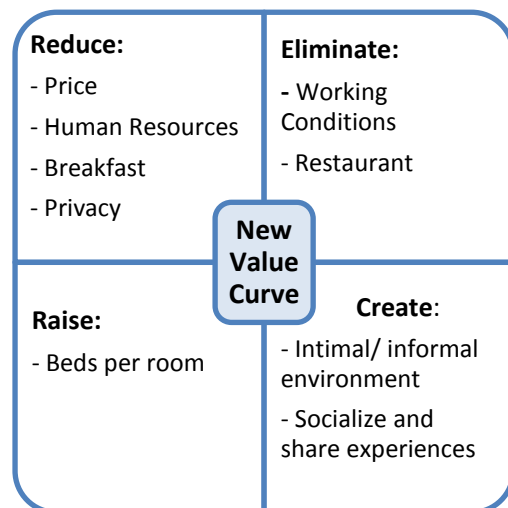 Reduce:
- Price
- Human Resources
- Breakfast
- Privacy
Eliminate:
- Working
Conditions
- Restaurant
New
Value
Curve
Raise:
- Beds per room
Create:
- Intimal/ informal
environment
- Socialize and
share experiences